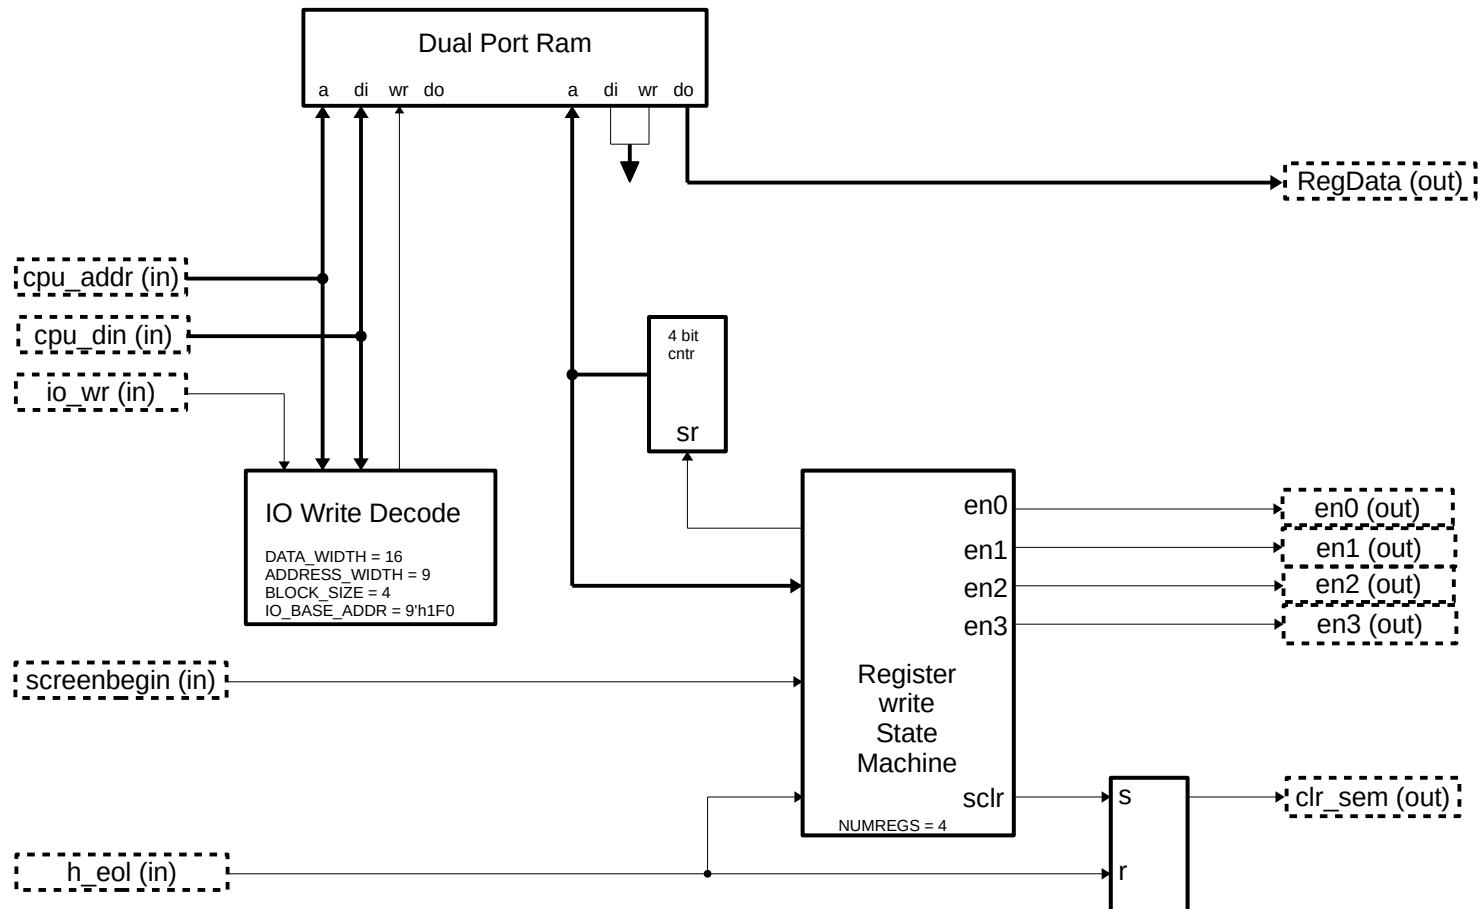 Dual Port Ram
a di wr do a di wr do
RegData (out)
cpu_addr (in)
cpu_din (in)
io_wr (in)
4 bit
cntr
sr
IO Write Decode
DATA_WIDTH = 16
ADDRESS_WIDTH = 9
BLOCK_SIZE = 4
IO_BASE_ADDR = 9'h1F0
en0
en1
en2
en3
en0 (out)
en1 (out)
en2 (out)
en3 (out)
screenbegin (in)
Register
write
State
Machine
sclr
NUMREGS = 4
s
r
clr_sem (out)
h_eol (in)